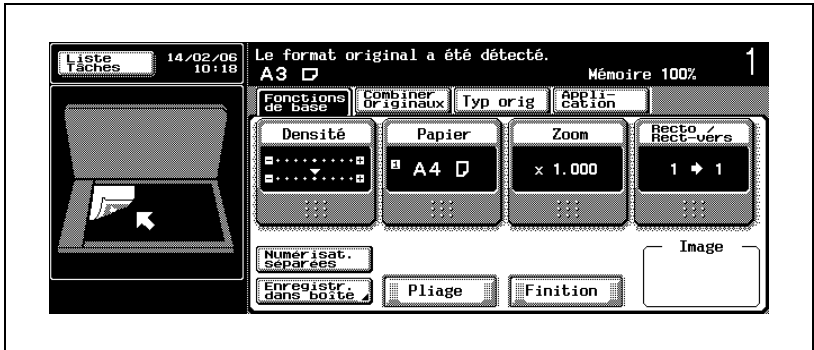 Liste
Tâches
14/02/06
10:18
Le format original a été détecté.
A3
Mémoire 100%
1
Fonctions
de base
Combiner
Originaux
Typ orig
Appli-
cation
Densité
Papier
Zoom
Recto /
Rect-vers
1 A4
x 1.000
1 ➔ 1
Numérisat.
séparées
Enregistr.
dans boîte
Pliage
Finition
Image